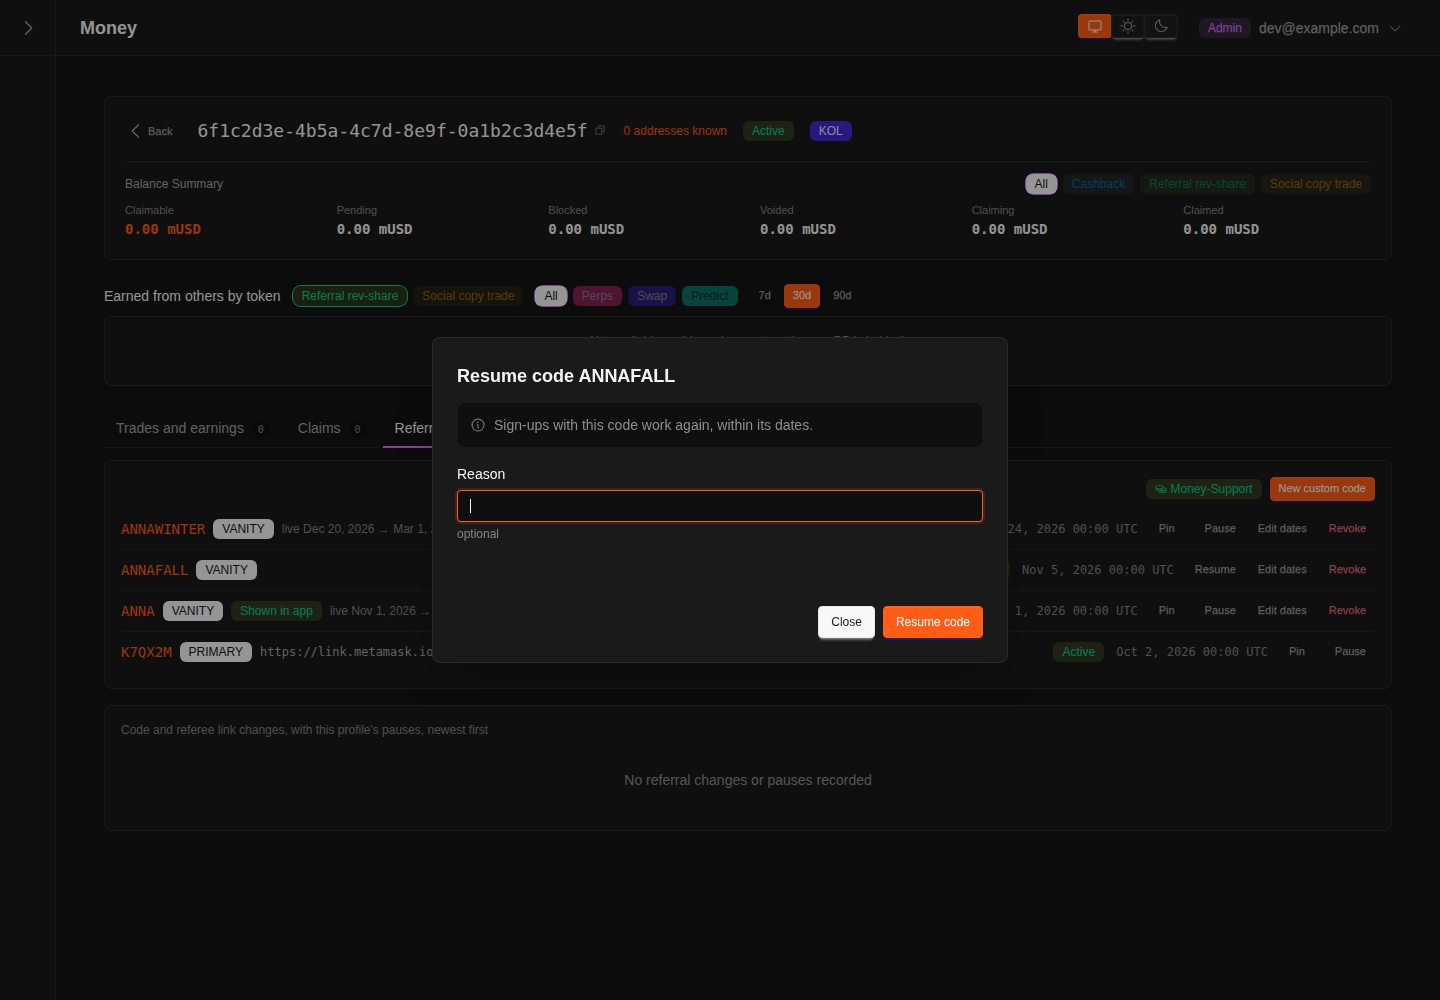 Money
Admin dev@example.com
Back 6f1c2d3e-4b5a-4c7d-8e9f-0a1b2c3d4e5f 0 addresses known Active KOL
Balance Summary All Cashback Referral rev-share Social copy trade
Claimable Pending Blocked Voided Claiming Claimed
0.00 mUSD 0.00 mUSD 0.00 mUSD 0.00 mUSD 0.00 mUSD 0.00 mUSD
Earned from others by token Referral rev-share Social copy trade All Perps Swap Predict 7d 30d 90d
Resume code ANNAFALL
Sign-ups with this code work again, within its dates.
Reason
optional
Close Resume code
Trades and earnings 0 Claims 0 Referr
Money-Support New custom code
ANNAWINTER VANITY live Dec 20, 2026 → Mar 1, 24, 2026 00:00 UTC Pin Pause Edit dates Revoke
ANNAFALL VANITY Nov 5, 2026 00:00 UTC Resume Edit dates Revoke
ANNA VANITY Shown in app live Nov 1, 2026 → 1, 2026 00:00 UTC Pin Pause Edit dates Revoke
K7QX2M PRIMARY https://link.metamask.io Active Oct 2, 2026 00:00 UTC Pin Pause
Code and referee link changes, with this profile's pauses, newest first
No referral changes or pauses recorded